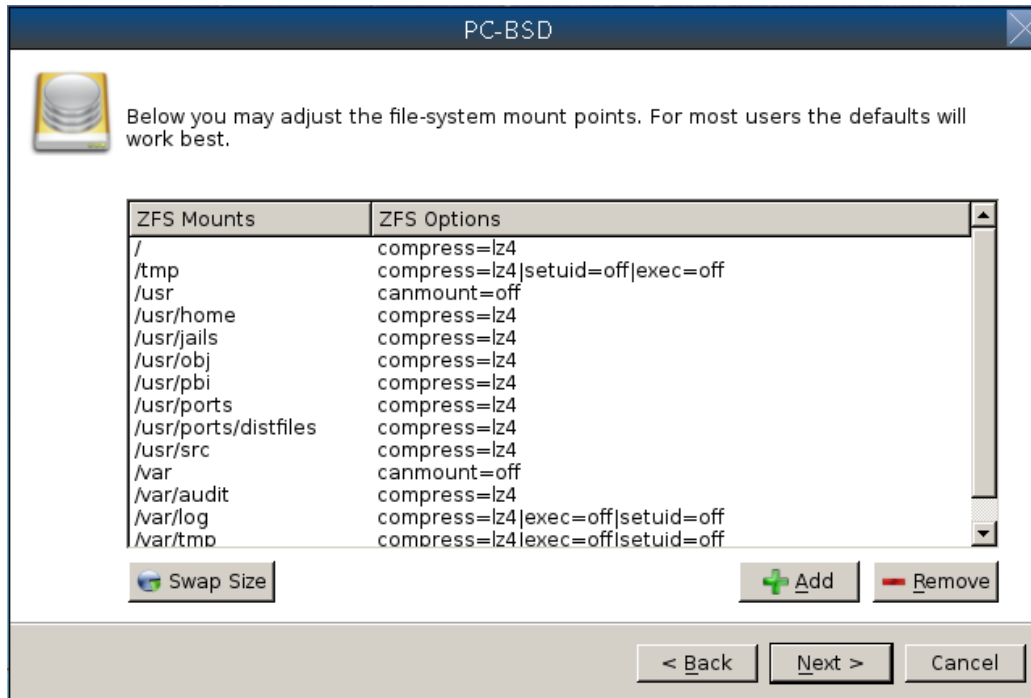 PC-BSD
Below you may adjust the file-system mount points. For most users the defaults will
work best.
ZFS Mounts ZFS Options
/ compress=lz4
/tmp compress=lz4|setuid=off|exec=off
/usr canmount=off
/usr/home compress=lz4
/usr/jails compress=lz4
/usr/obj compress=lz4
/usr/pbi compress=lz4
/usr/ports compress=lz4
/usr/ports/distfiles compress=lz4
/usr/src compress=lz4
/var canmount=off
/var/audit compress=lz4
/var/log compress=lz4|exec=off|setuid=off
/var/tmp compress=lz4|exec=off|setuid=off
Swap Size Add Remove
< Back Next > Cancel